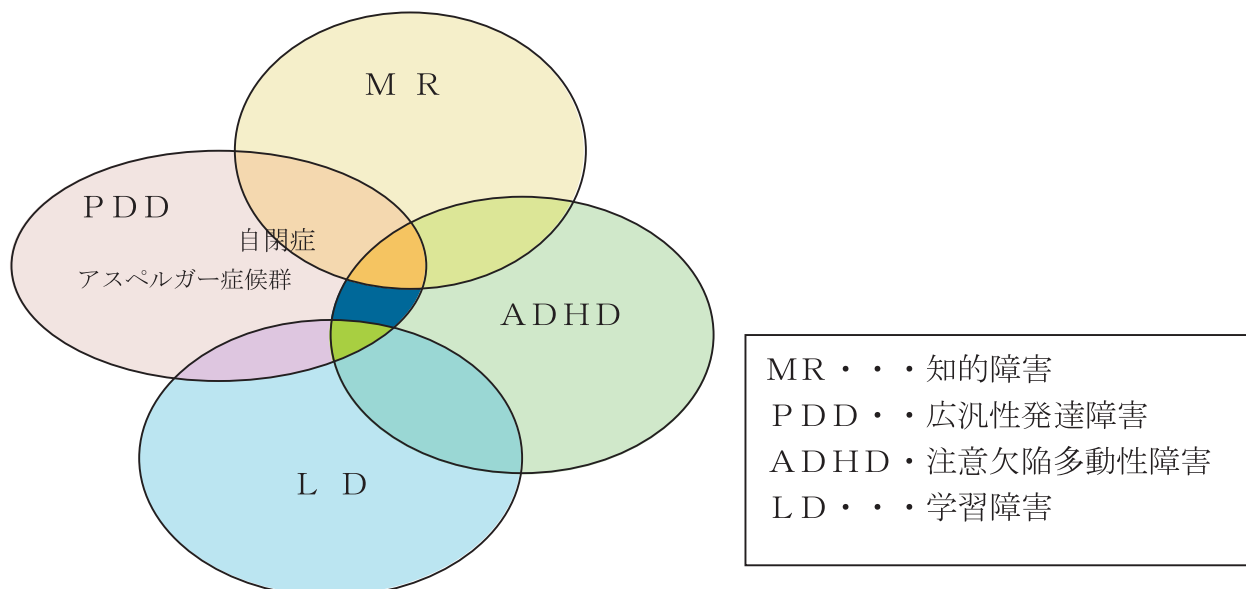 Ｍ Ｒ
ＰＤＤ
自閉症
アスペルガー症候群
ＡＤＨＤ
Ｌ Ｄ
ＭＲ・・・知的障害
ＰＤＤ・・広汎性発達障害
ＡＤＨＤ・注意欠陥多動性障害
ＬＤ・・・学習障害